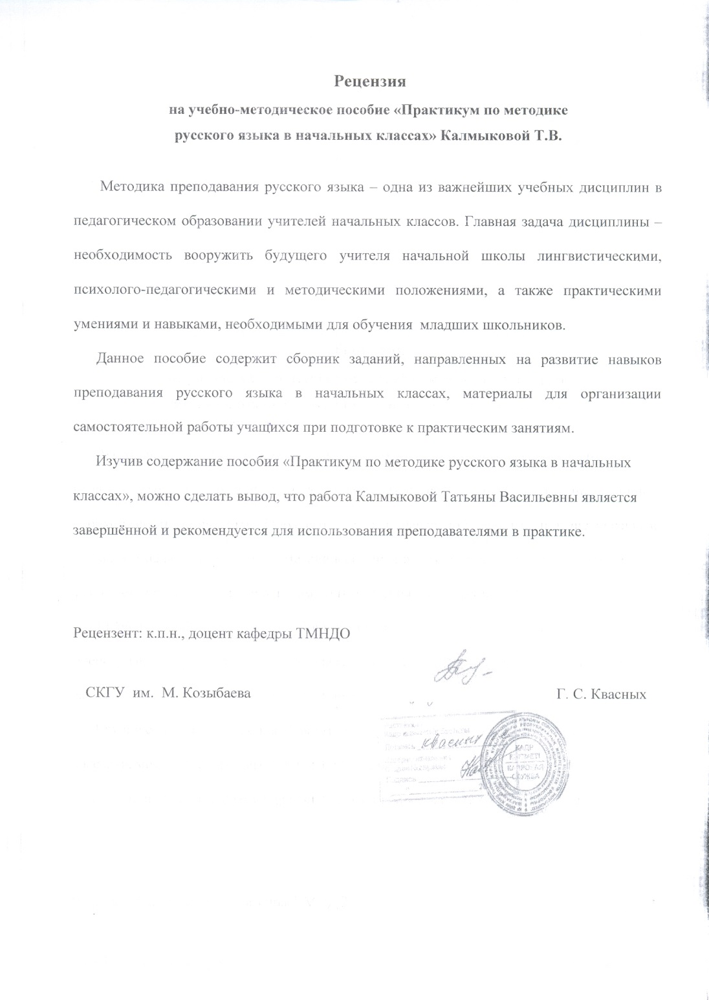 Рецензия
на учебно-методическое пособие «Практикум по методике
русского языка в начальных классах» Калмыковой Т.В.
Методика преподавания русского языка – одна из важнейших учебных дисциплин в
педагогическом образовании учителей начальных классов. Главная задача дисциплины –
необходимость вооружить будущего учителя начальной школы лингвистическими,
психолого-педагогическими и методическими положениями, а также практическими
умениями и навыками, необходимыми для обучения младших школьников.
Данное пособие содержит сборник заданий, направленных на развитие навыков
преподавания русского языка в начальных классах, материалы для организации
самостоятельной работы учащихся при подготовке к практическим занятиям.
Изучив содержание пособия «Практикум по методике русского языка в начальных
классах», можно сделать вывод, что работа Калмыковой Татьяны Васильевны является
завершённой и рекомендуется для использования преподавателями в практике.
Рецензент: к.п.н., доцент кафедры ТМНДО
СКГУ им. М. Козыбаева
Г. С. Квасных
Квасных
КАДР
ҚЫЗМЕТІ
КАДРОВАЯ
СЛУЖБА